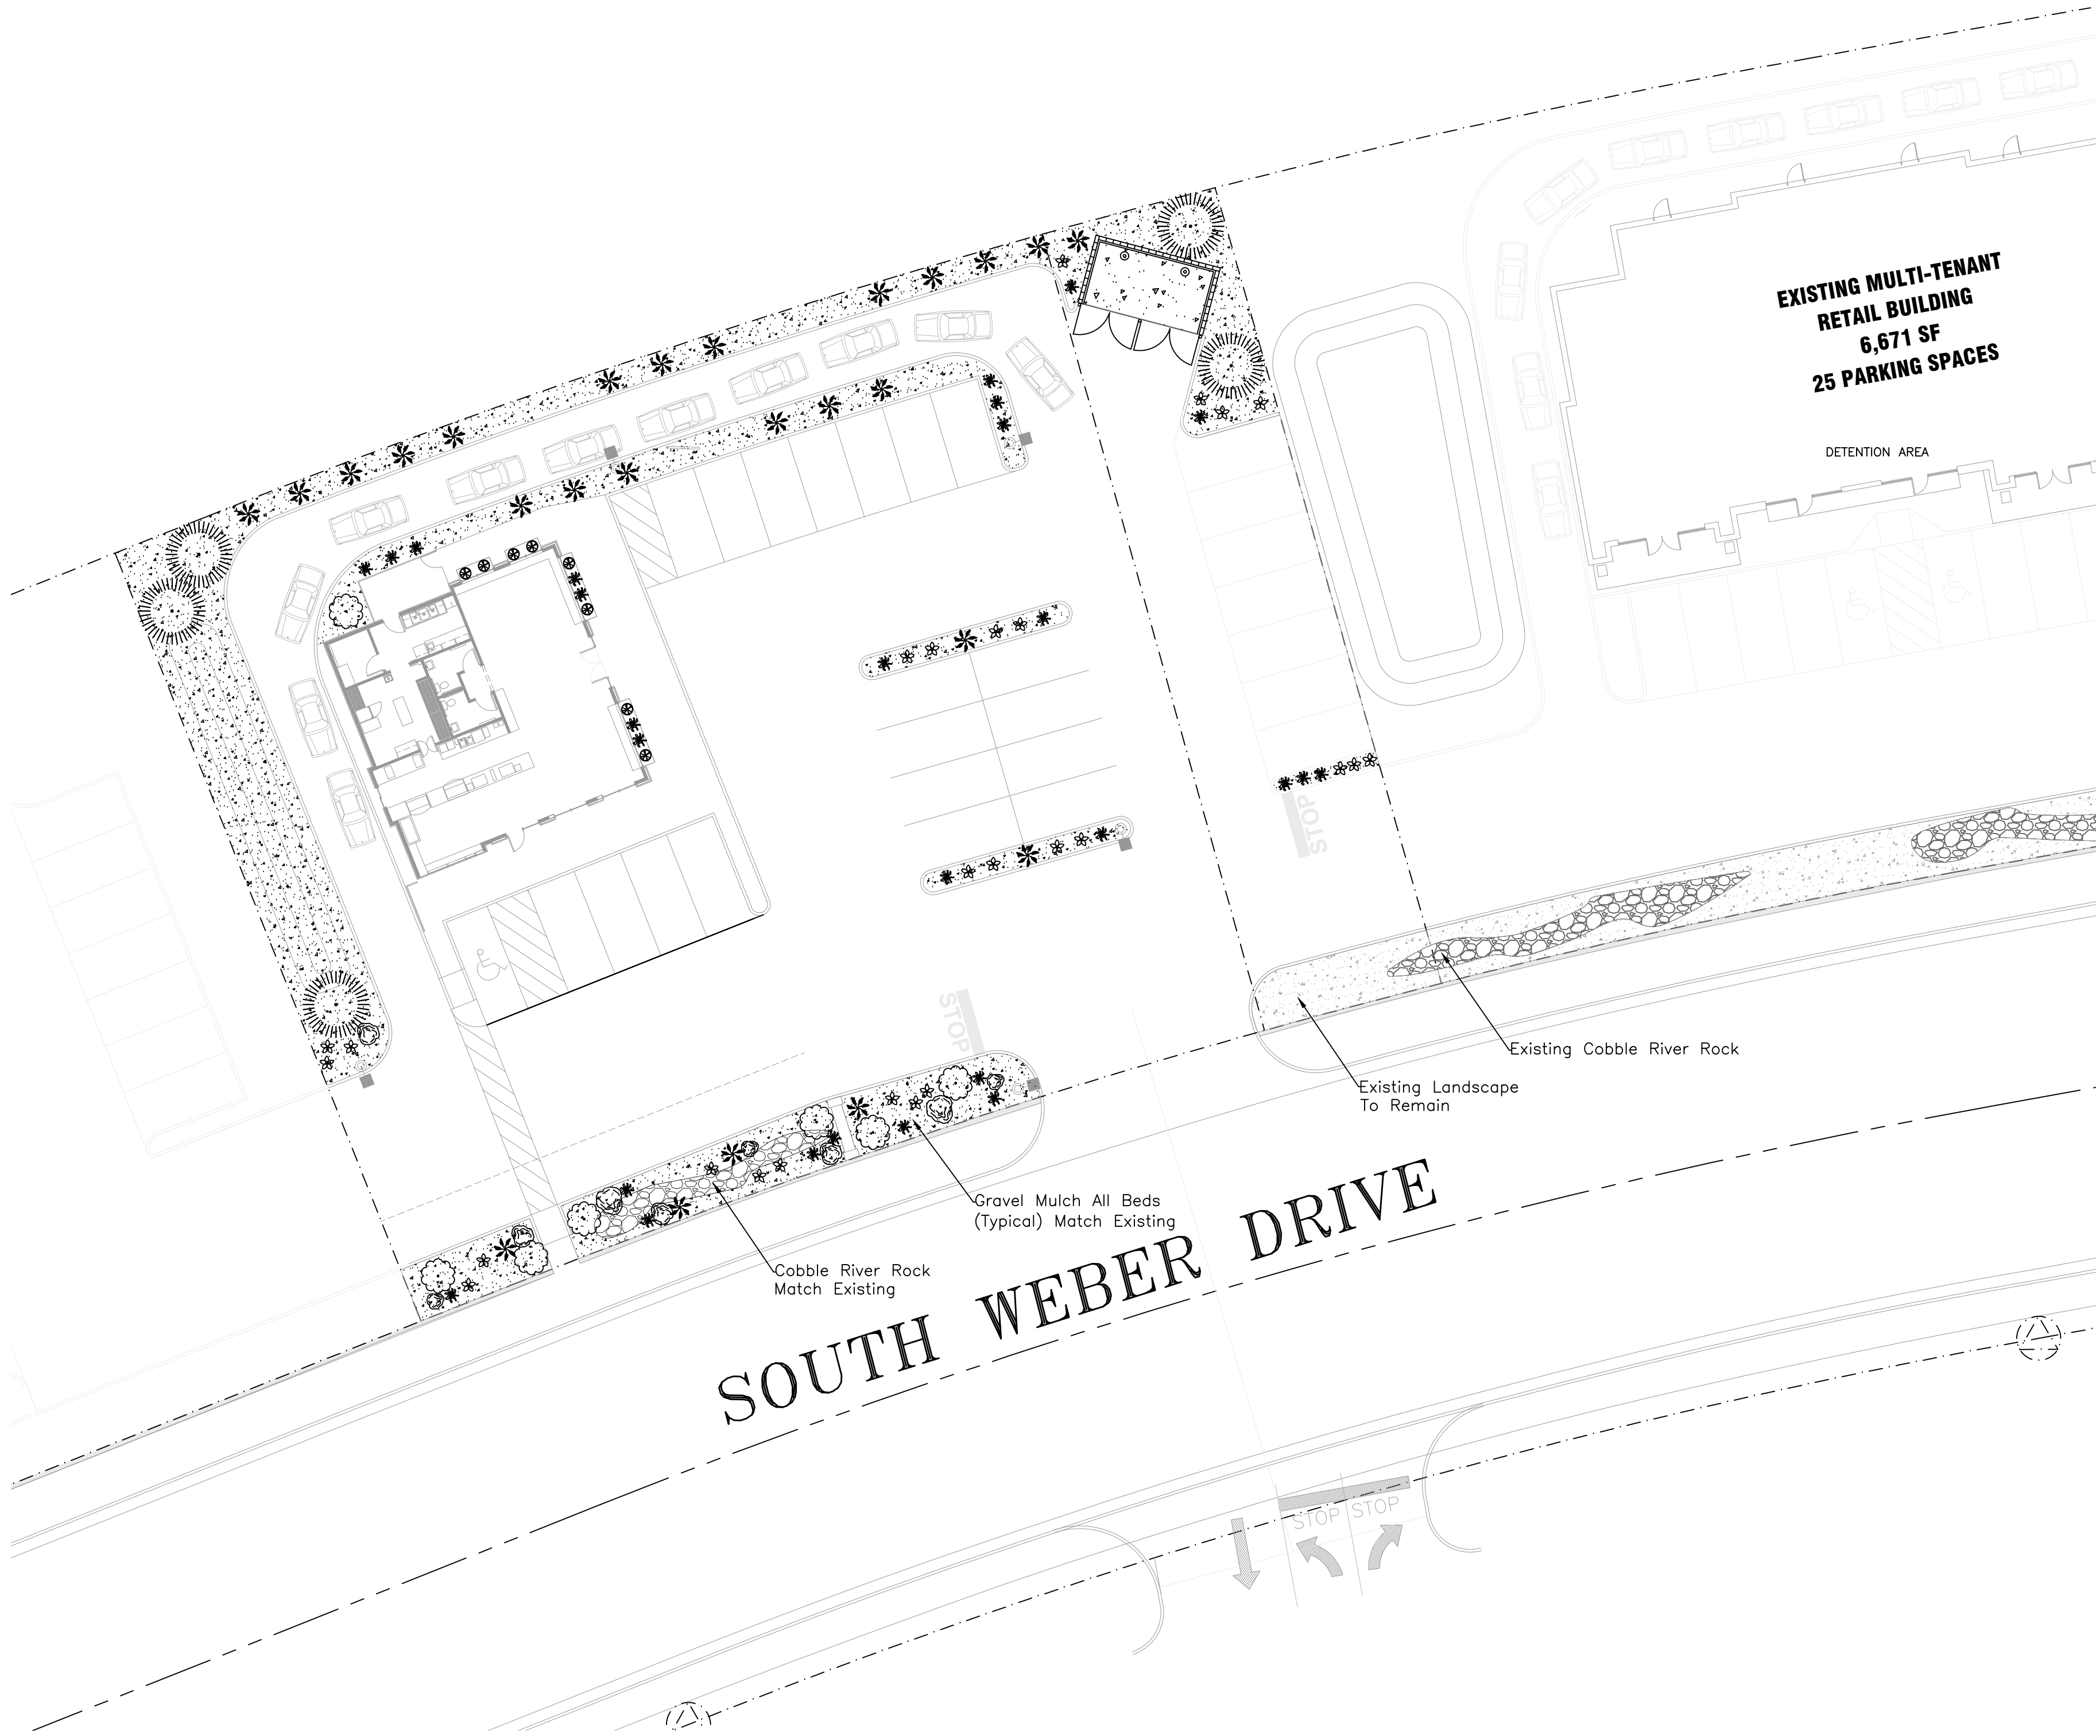 EXISTING MULTI-TENANT
RETAIL BUILDING
6,671 SF
25 PARKING SPACES
DETENTION AREA
STOP
STOP
Existing Cobble River Rock
Existing Landscape
To Remain
Gravel Mulch All Beds
(Typical) Match Existing
Cobble River Rock
Match Existing
SOUTH WEBER DRIVE
STOP STOP